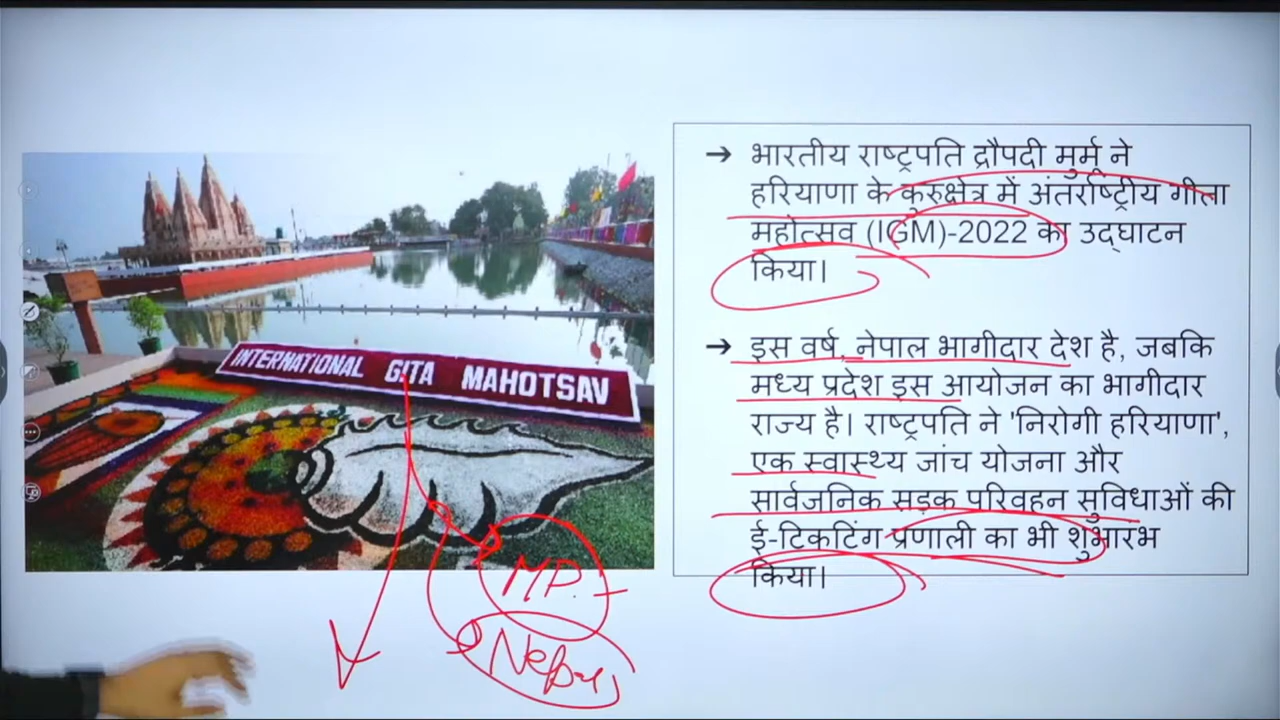 INTERNATIONAL GITA MAHOTSAV
→ भारतीय राष्ट्रपति द्रौपदी मुर्मू ने
हरियाणा के कुरुक्षेत्र में अंतर्राष्ट्रीय गीता
महोत्सव (IGM)-2022 का उद्घाटन
किया।
→ इस वर्ष, नेपाल भागीदार देश है, जबकि
मध्य प्रदेश इस आयोजन का भागीदार
राज्य है। राष्ट्रपति ने 'निरोगी हरियाणा',
एक स्वास्थ्य जांच योजना और
सार्वजनिक सड़क परिवहन सुविधाओं की
ई-टिकटिंग प्रणाली का भी शुभारंभ
किया।
MP.
Nepal